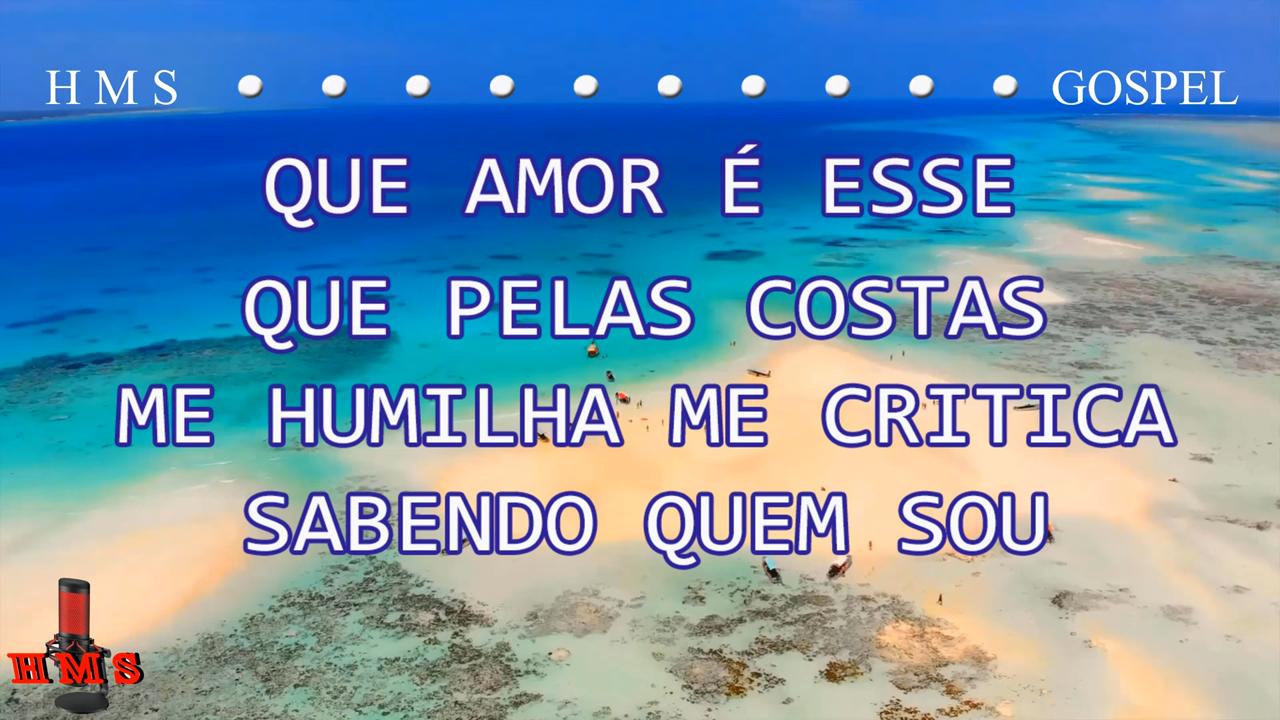 H M S GOSPEL
QUE AMOR É ESSE
QUE PELAS COSTAS
ME HUMILHA ME CRITICA
SABENDO QUEM SOU
HMS